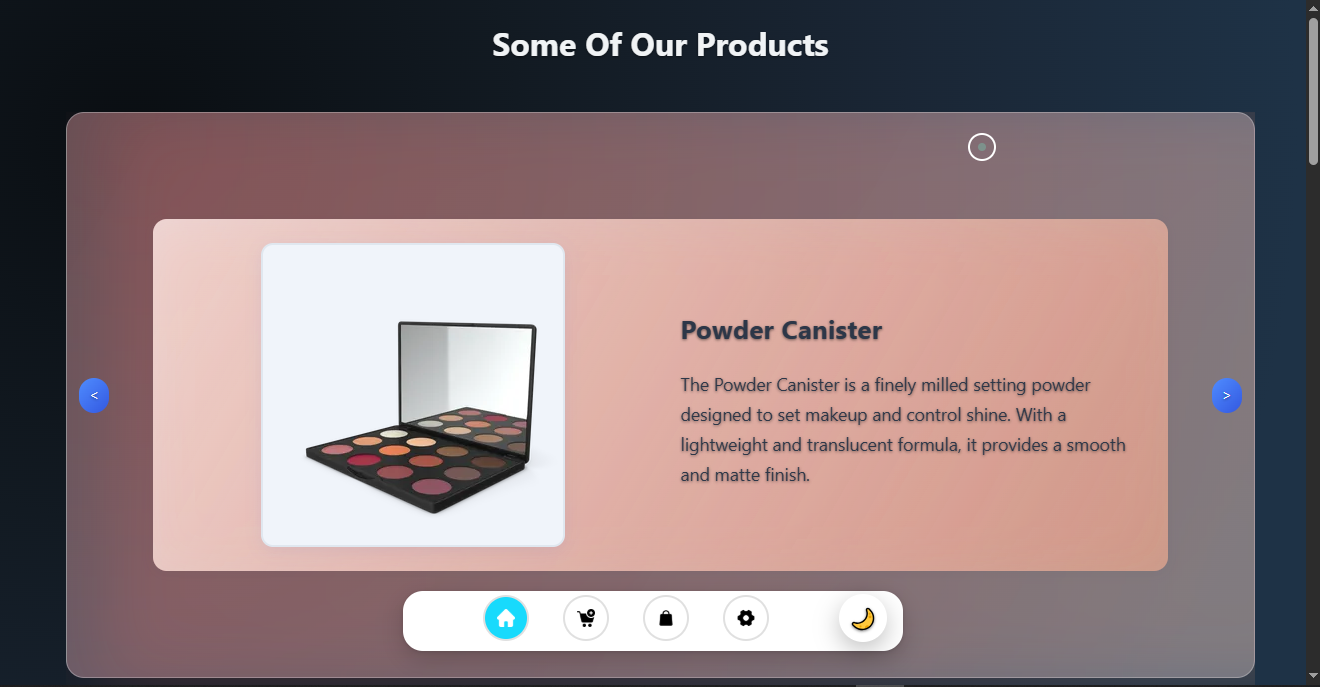 Some Of Our Products
Powder Canister
The Powder Canister is a finely milled setting powder
designed to set makeup and control shine. With a
<
>
lightweight and translucent formula, it provides a smooth
and matte finish.